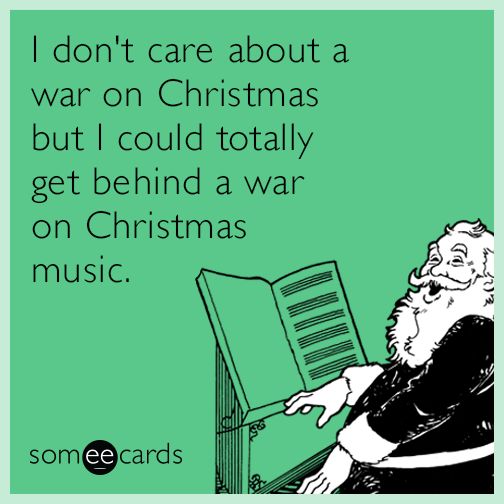 I don't care about a
war on Christmas
but I could totally
get behind a war
on Christmas
music.
someecards